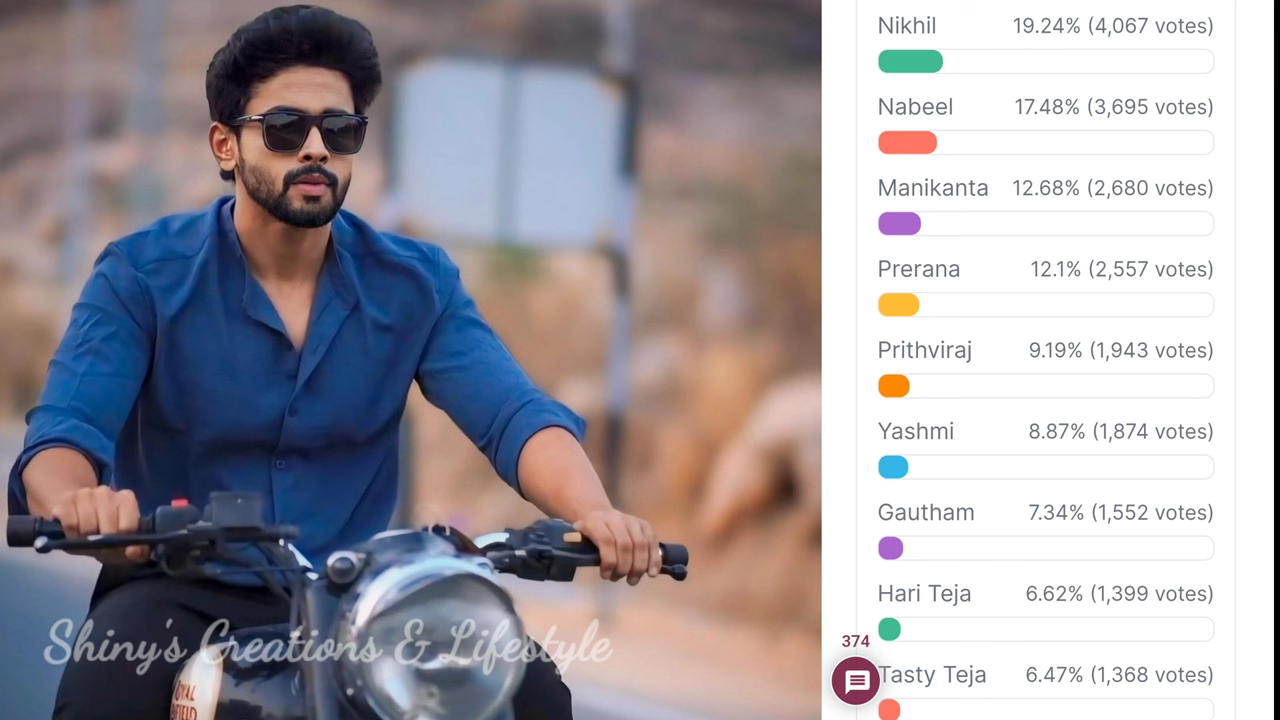 Nikhil 19.24% (4,067 votes)
Nabeel 17.48% (3,695 votes)
Manikanta 12.68% (2,680 votes)
Prerana 12.1% (2,557 votes)
Prithviraj 9.19% (1,943 votes)
Yashmi 8.87% (1,874 votes)
Gautham 7.34% (1,552 votes)
Hari Teja 6.62% (1,399 votes)
374
Tasty Teja 6.47% (1,368 votes)
Shiny's Creations & Lifestyle